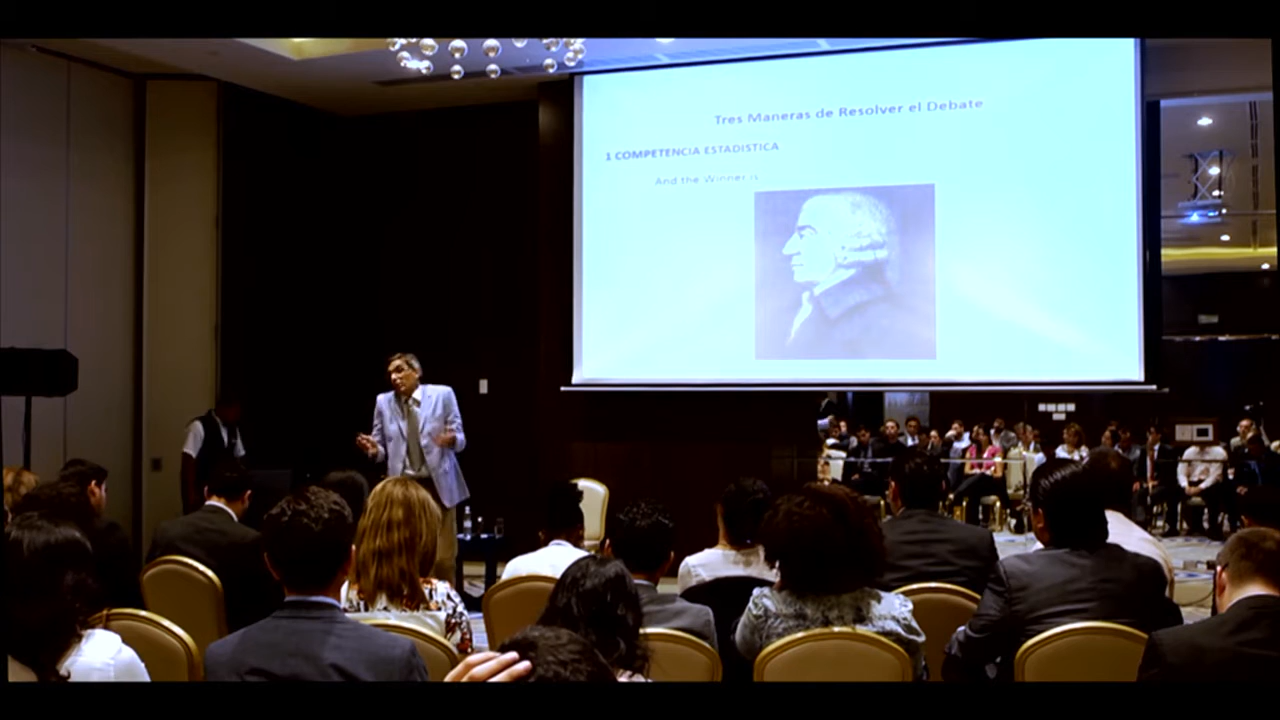 Tres Maneras de Resolver el Debate
1 COMPETENCIA ESTADISTICA
And the Winner is